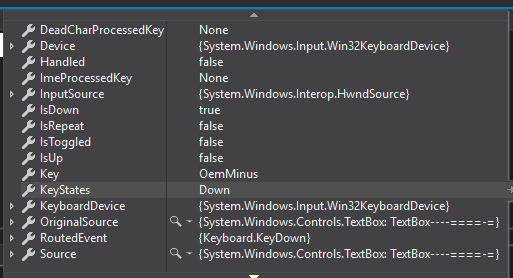 DeadCharProcessedKey None
Device {System.Windows.Input.Win32KeyboardDevice}
Handled false
ImeProcessedKey None
InputSource {System.Windows.Interop.HwndSource}
IsDown true
IsRepeat false
IsToggled false
IsUp false
Key OemMinus
KeyStates Down
KeyboardDevice {System.Windows.Input.Win32KeyboardDevice}
OriginalSource {System.Windows.Controls.TextBox: TextBox----====-=}
RoutedEvent {Keyboard.KeyDown}
Source {System.Windows.Controls.TextBox: TextBox----====-=}